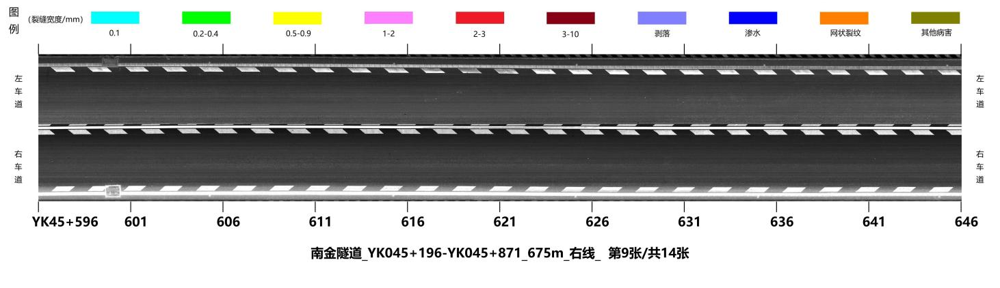 图例
(裂缝宽度/mm)
0.1
0.2-0.4
0.5-0.9
1-2
2-3
3-10
剥落
渗水
网状裂纹
其他病害
左车道
左车道
右车道
右车道
YK45+596 601 606 611 616 621 626 631 636 641 646
南金隧道_YK045+196-YK045+871_675m_右线_ 第9张/共14张